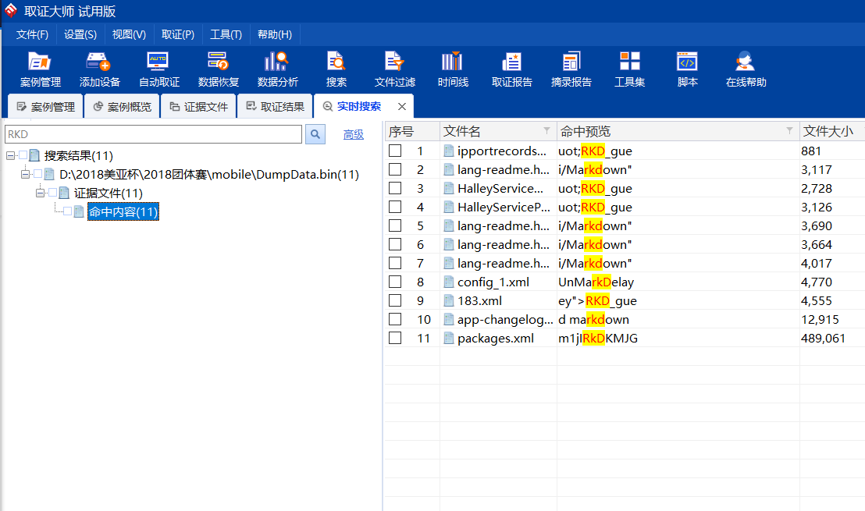 取证大师 试用版
文件(F) 设置(S) 视图(V) 取证(P) 工具(T) 帮助(H)
AUTO
案例管理 添加设备 自动取证 数据恢复 数据分析 搜索 文件过滤 时间线 取证报告 摘录报告 工具集 脚本 在线帮助
案例管理 案例概览 证据文件 取证结果 实时搜索
RKD 高级
搜索结果(11)
D:\2018美亚杯\2018团体赛\mobile\DumpData.bin(11)
证据文件(11)
命中内容(11)
序号 文件名 命中预览 文件大小
1 ipportrecords... uot;RKD_gue 881
2 lang-readme.h... i/Markdown" 3,117
3 HalleyService... uot;RKD_gue 2,728
4 HalleyServiceP... uot;RKD_gue 3,126
5 lang-readme.h... i/Markdown" 3,690
6 lang-readme.h... i/Markdown" 3,664
7 lang-readme.h... i/Markdown" 4,017
8 config_1.xml UnMarkDelay 4,770
9 183.xml ey">RKD_gue 4,555
10 app-changelog... d markdown 12,915
11 packages.xml m1jIRkDKMJG 489,061